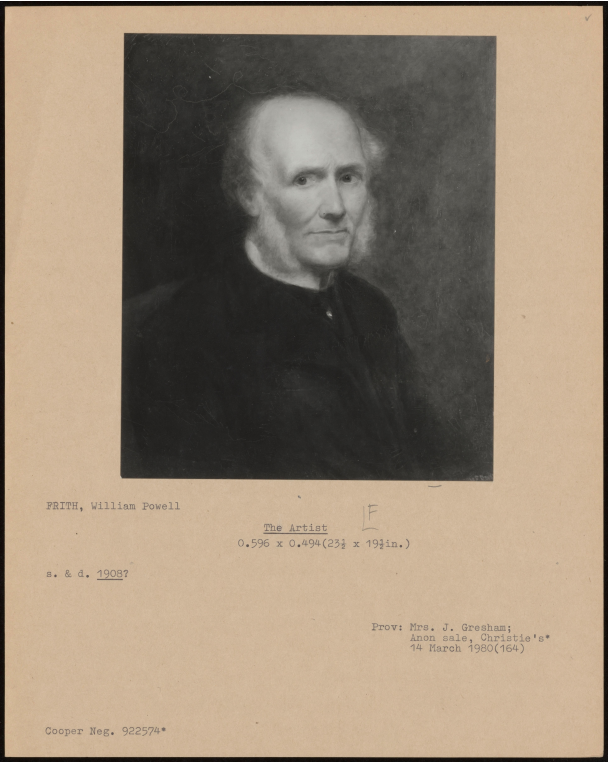 FRITH, William Powell
LF
The Artist
0.596 x 0.494(23½ x 19½in.)
s. & d. 1908?
Prov: Mrs. J. Gresham;
Anon sale, Christie's*
14 March 1980(164)
Cooper Neg. 922574*